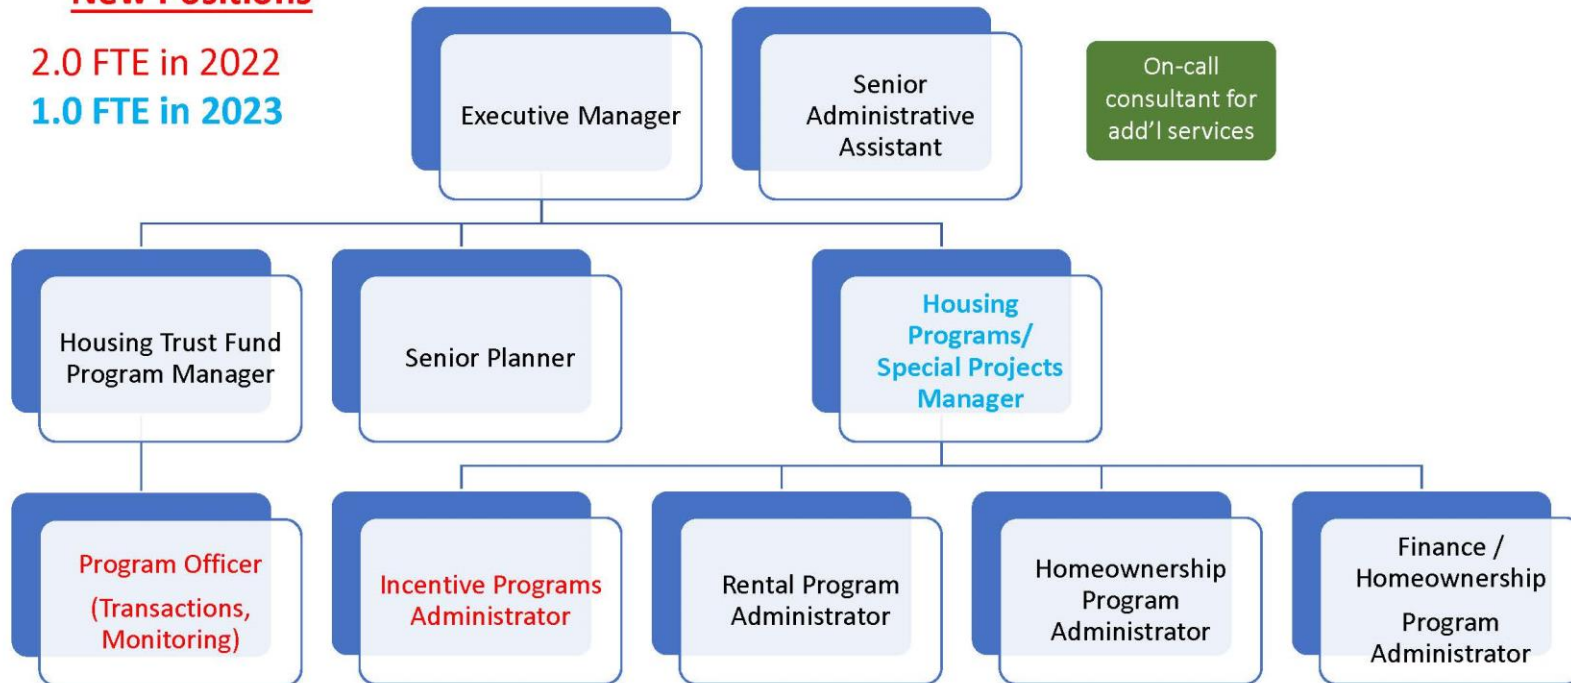 New Positions
2.0 FTE in 2022
1.0 FTE in 2023
Executive Manager
Senior
Administrative
Assistant
On-call
consultant for
add'l services
Housing Trust Fund
Program Manager
Senior Planner
Housing
Programs/
Special Projects
Manager
Program Officer
(Transactions,
Monitoring)
Incentive Programs
Administrator
Rental Program
Administrator
Homeownership
Program
Administrator
Finance /
Homeownership
Program
Administrator